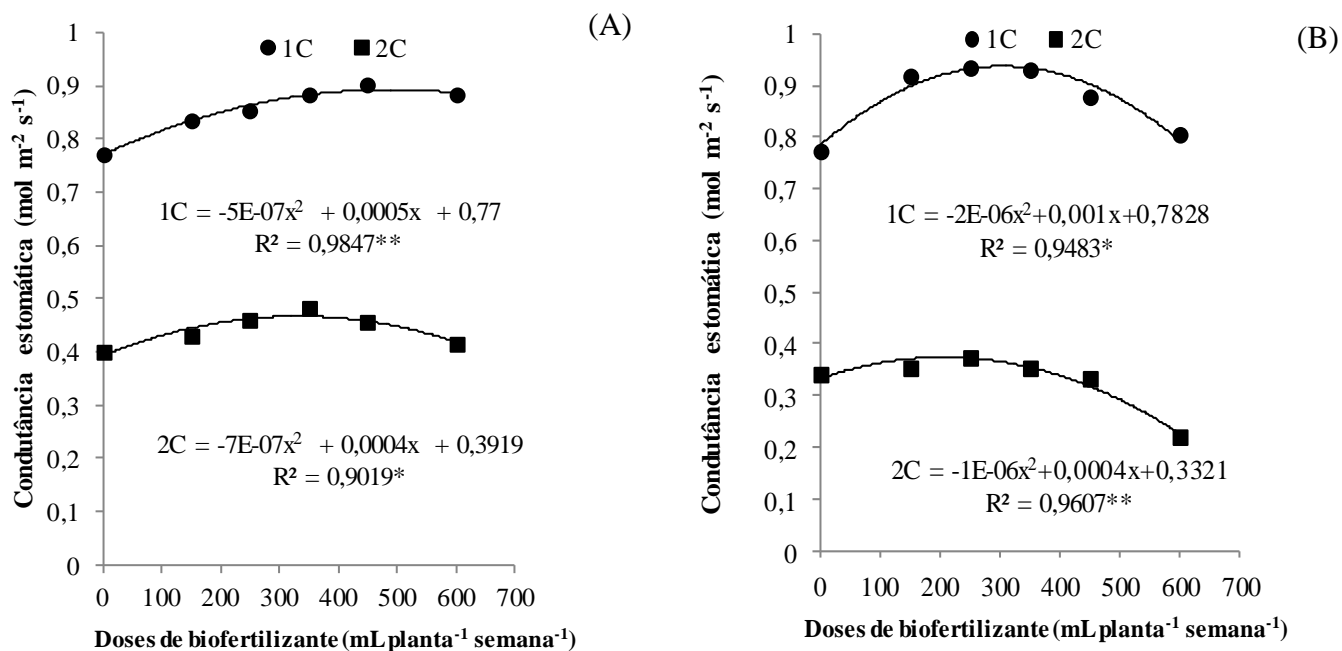 (A)
1C 2C
Condutância estomática (mol m⁻² s⁻¹)
1
0,9
0,8
0,7
0,6
0,5
0,4
0,3
0,2
0,1
0
1C = -5E-07x² + 0,0005x + 0,77
R² = 0,9847**
2C = -7E-07x² + 0,0004x + 0,3919
R² = 0,9019*
0 100 200 300 400 500 600 700
Doses de biofertilizante (mL planta⁻¹ semana⁻¹)
(B)
1C 2C
Condutância estomática (mol m⁻² s⁻¹)
1
0,9
0,8
0,7
0,6
0,5
0,4
0,3
0,2
0,1
0
1C = -2E-06x²+0,001x+0,7828
R² = 0,9483*
2C = -1E-06x²+0,0004x+0,3321
R² = 0,9607**
0 100 200 300 400 500 600 700
Doses de biofertilizante (mL planta⁻¹ semana⁻¹)